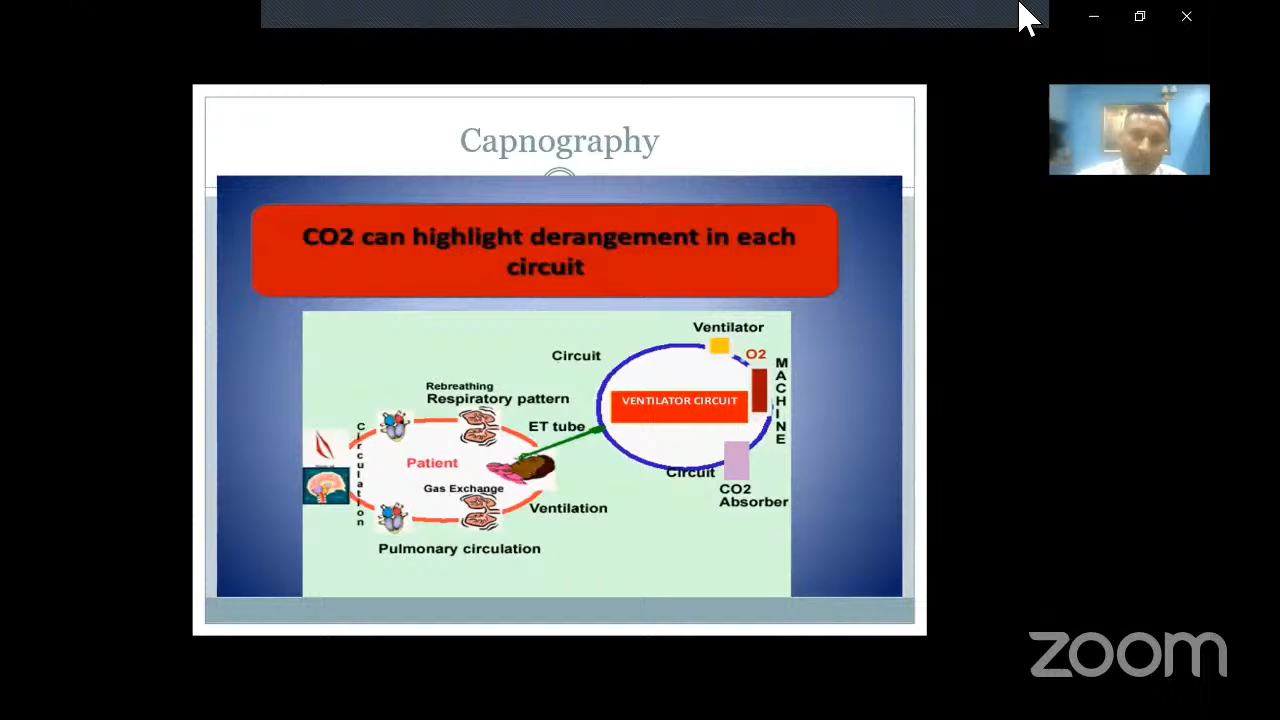 Capnography
CO2 can highlight derangement in each
circuit
Ventilator
Circuit
O2
MACHINE
VENTILATOR CIRCUIT
Rebreathing
Respiratory pattern
ET tube
Circulation
Patient
Gas Exchange
Circuit
CO2
Absorber
Ventilation
Pulmonary circulation
zoom